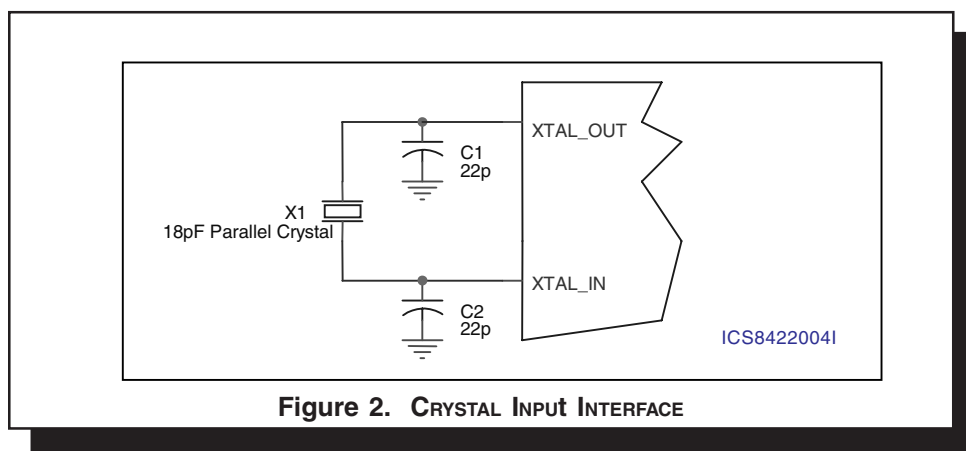 XTAL_OUT
C1
22p
X1
18pF Parallel Crystal
XTAL_IN
C2
22p
ICS8422004I
Figure 2. CRYSTAL INPUT INTERFACE